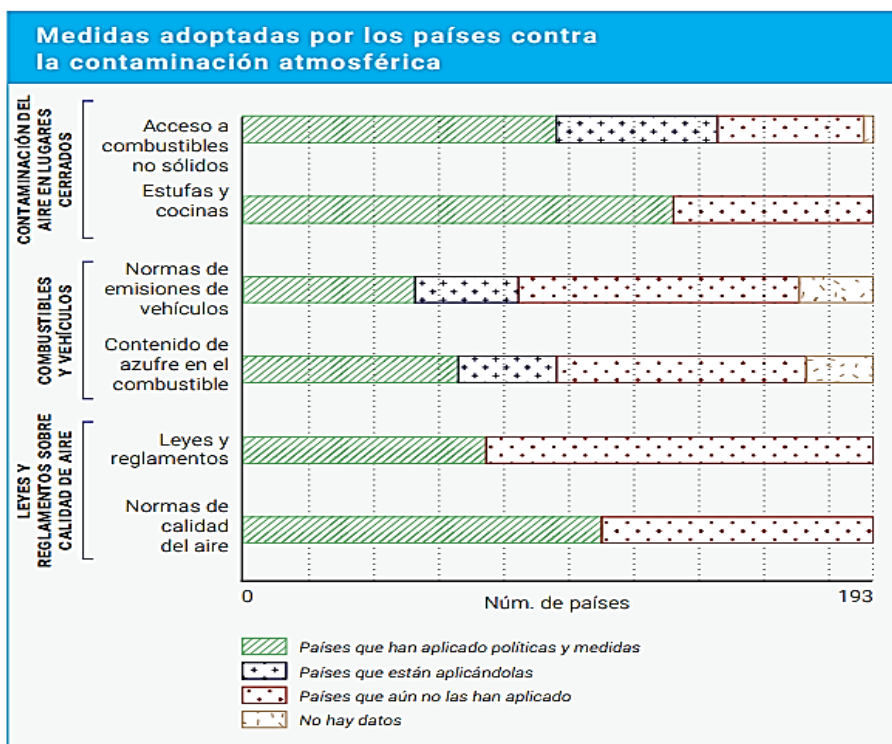 Medidas adoptadas por los países contra
la contaminación atmosférica
CONTAMINACIÓN DEL
AIRE EN LUGARES
CERRADOS
Acceso a
combustibles
no sólidos
Estufas y
cocinas
COMBUSTIBLES
Y VEHÍCULOS
Normas de
emisiones de
vehículos
Contenido de
azufre en el
combustible
LEYES Y
REGLAMENTOS SOBRE
CALIDAD DE AIRE
Leyes y
reglamentos
Normas de
calidad
del aire
0
Núm. de países
193
Países que han aplicado políticas y medidas
Países que están aplicándolas
Países que aún no las han aplicado
No hay datos